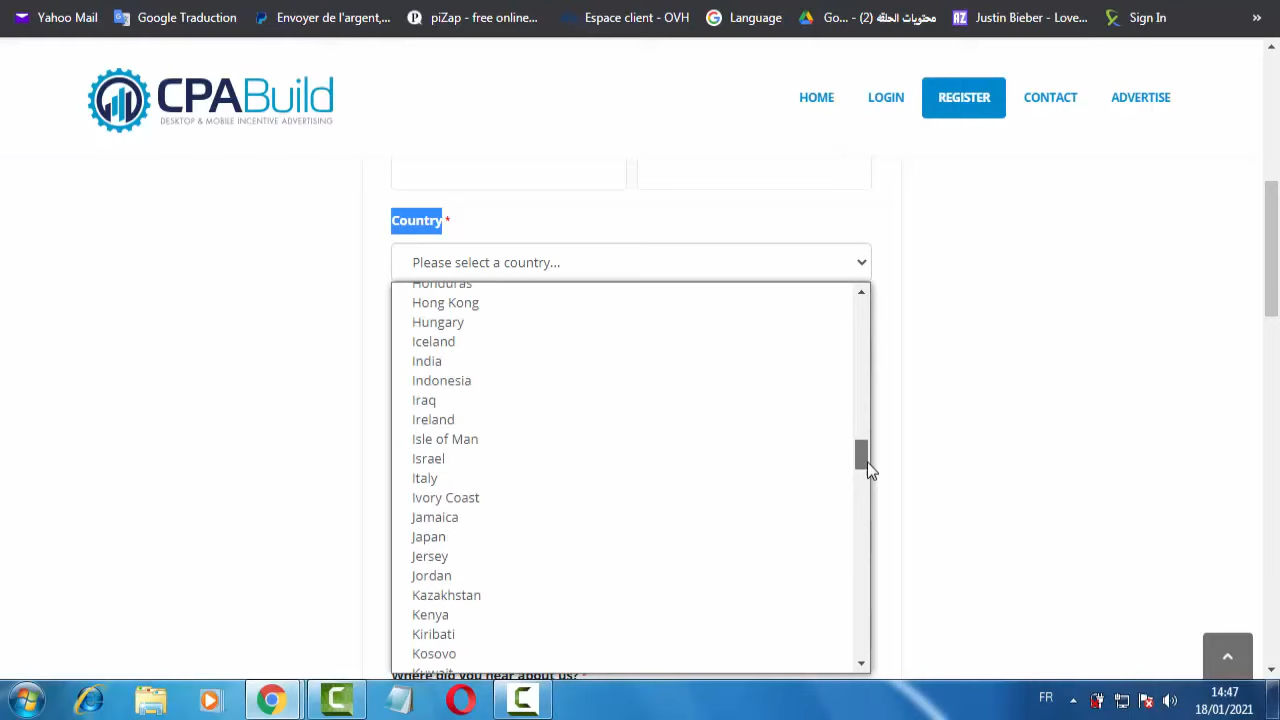 Yahoo Mail Google Traduction Envoyer de l'argent,... piZap - free online... Espace client - OVH Language Go... (2) - محتويات الحلقة Justin Bieber - Love... Sign In »
CPABuild
DESKTOP & MOBILE INCENTIVE ADVERTISING
HOME LOGIN REGISTER CONTACT ADVERTISE
Country *
Please select a country...
Honduras
Hong Kong
Hungary
Iceland
India
Indonesia
Iraq
Ireland
Isle of Man
Israel
Italy
Ivory Coast
Jamaica
Japan
Jersey
Jordan
Kazakhstan
Kenya
Kiribati
Kosovo
Kuwait
Where did you hear about us? *
FR
14:47
18/01/2021